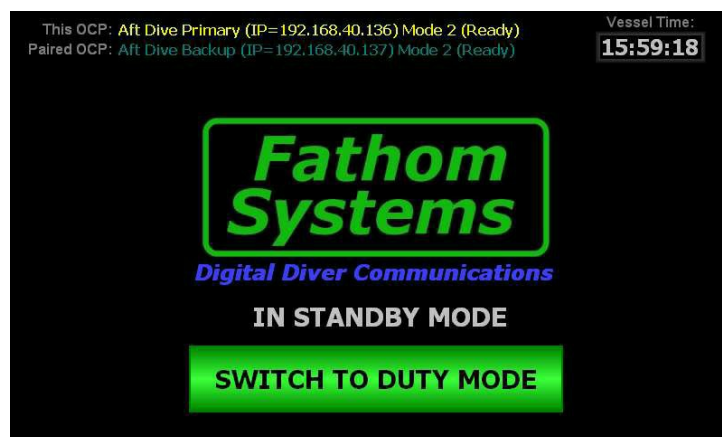 This OCP: Aft Dive Primary (IP=192.168.40.136) Mode 2 (Ready)
Vessel Time:
Paired OCP: Aft Dive Backup (IP=192.168.40.137) Mode 2 (Ready)
15:59:18
Fathom
Systems
Digital Diver Communications
IN STANDBY MODE
SWITCH TO DUTY MODE